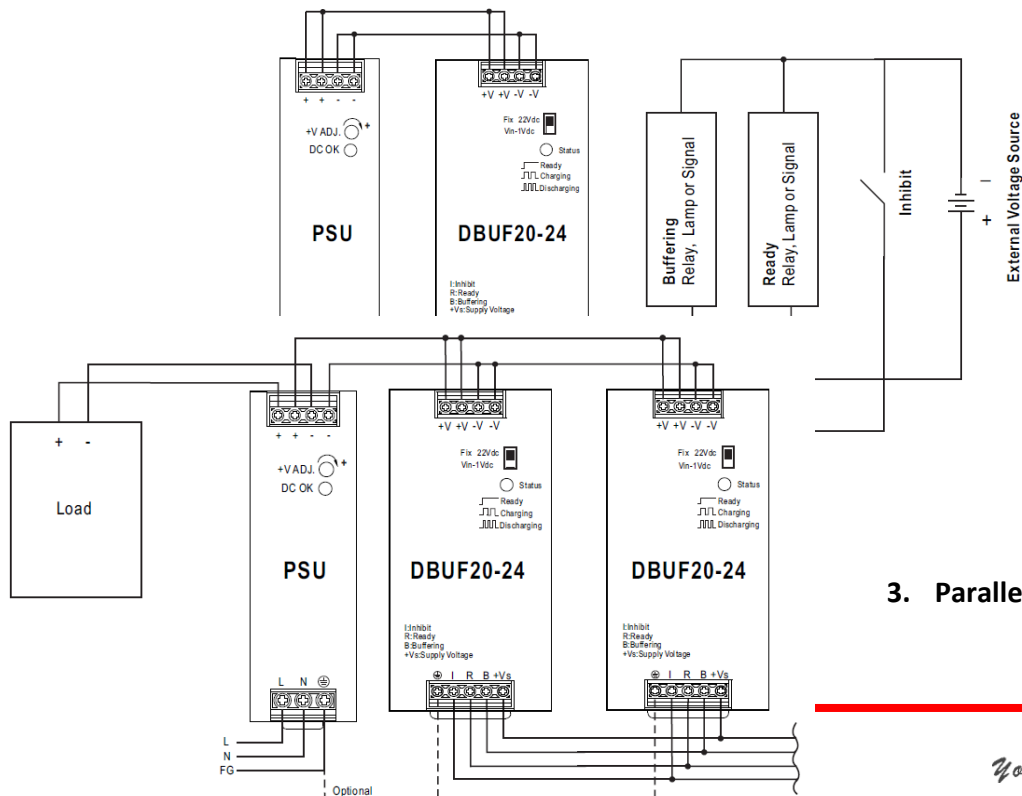 + + - -
+V ADJ. +
DC OK
PSU
+V +V -V -V
Fix 22Vdc
Vin-1Vdc
Status
Ready
Charging
Discharging
DBUF20-24
I:Inhibit
R:Ready
B:Buffering
+Vs:Supply Voltage
Buffering
Relay, Lamp or Signal
Ready
Relay, Lamp or Signal
Inhibit
– +
External Voltage Source
+ -
Load
+ + - -
+V ADJ. +
DC OK
PSU
L N
L
N
FG
Optional
+V +V -V -V
Fix 22Vdc
Vin-1Vdc
Status
Ready
Charging
Discharging
DBUF20-24
I:Inhibit
R:Ready
B:Buffering
+Vs:Supply Voltage
I R B +Vs
+V +V -V -V
Fix 22Vdc
Vin-1Vdc
Status
Ready
Charging
Discharging
DBUF20-24
I:Inhibit
R:Ready
B:Buffering
+Vs:Supply Voltage
I R B +Vs
3. Paralle
Yo